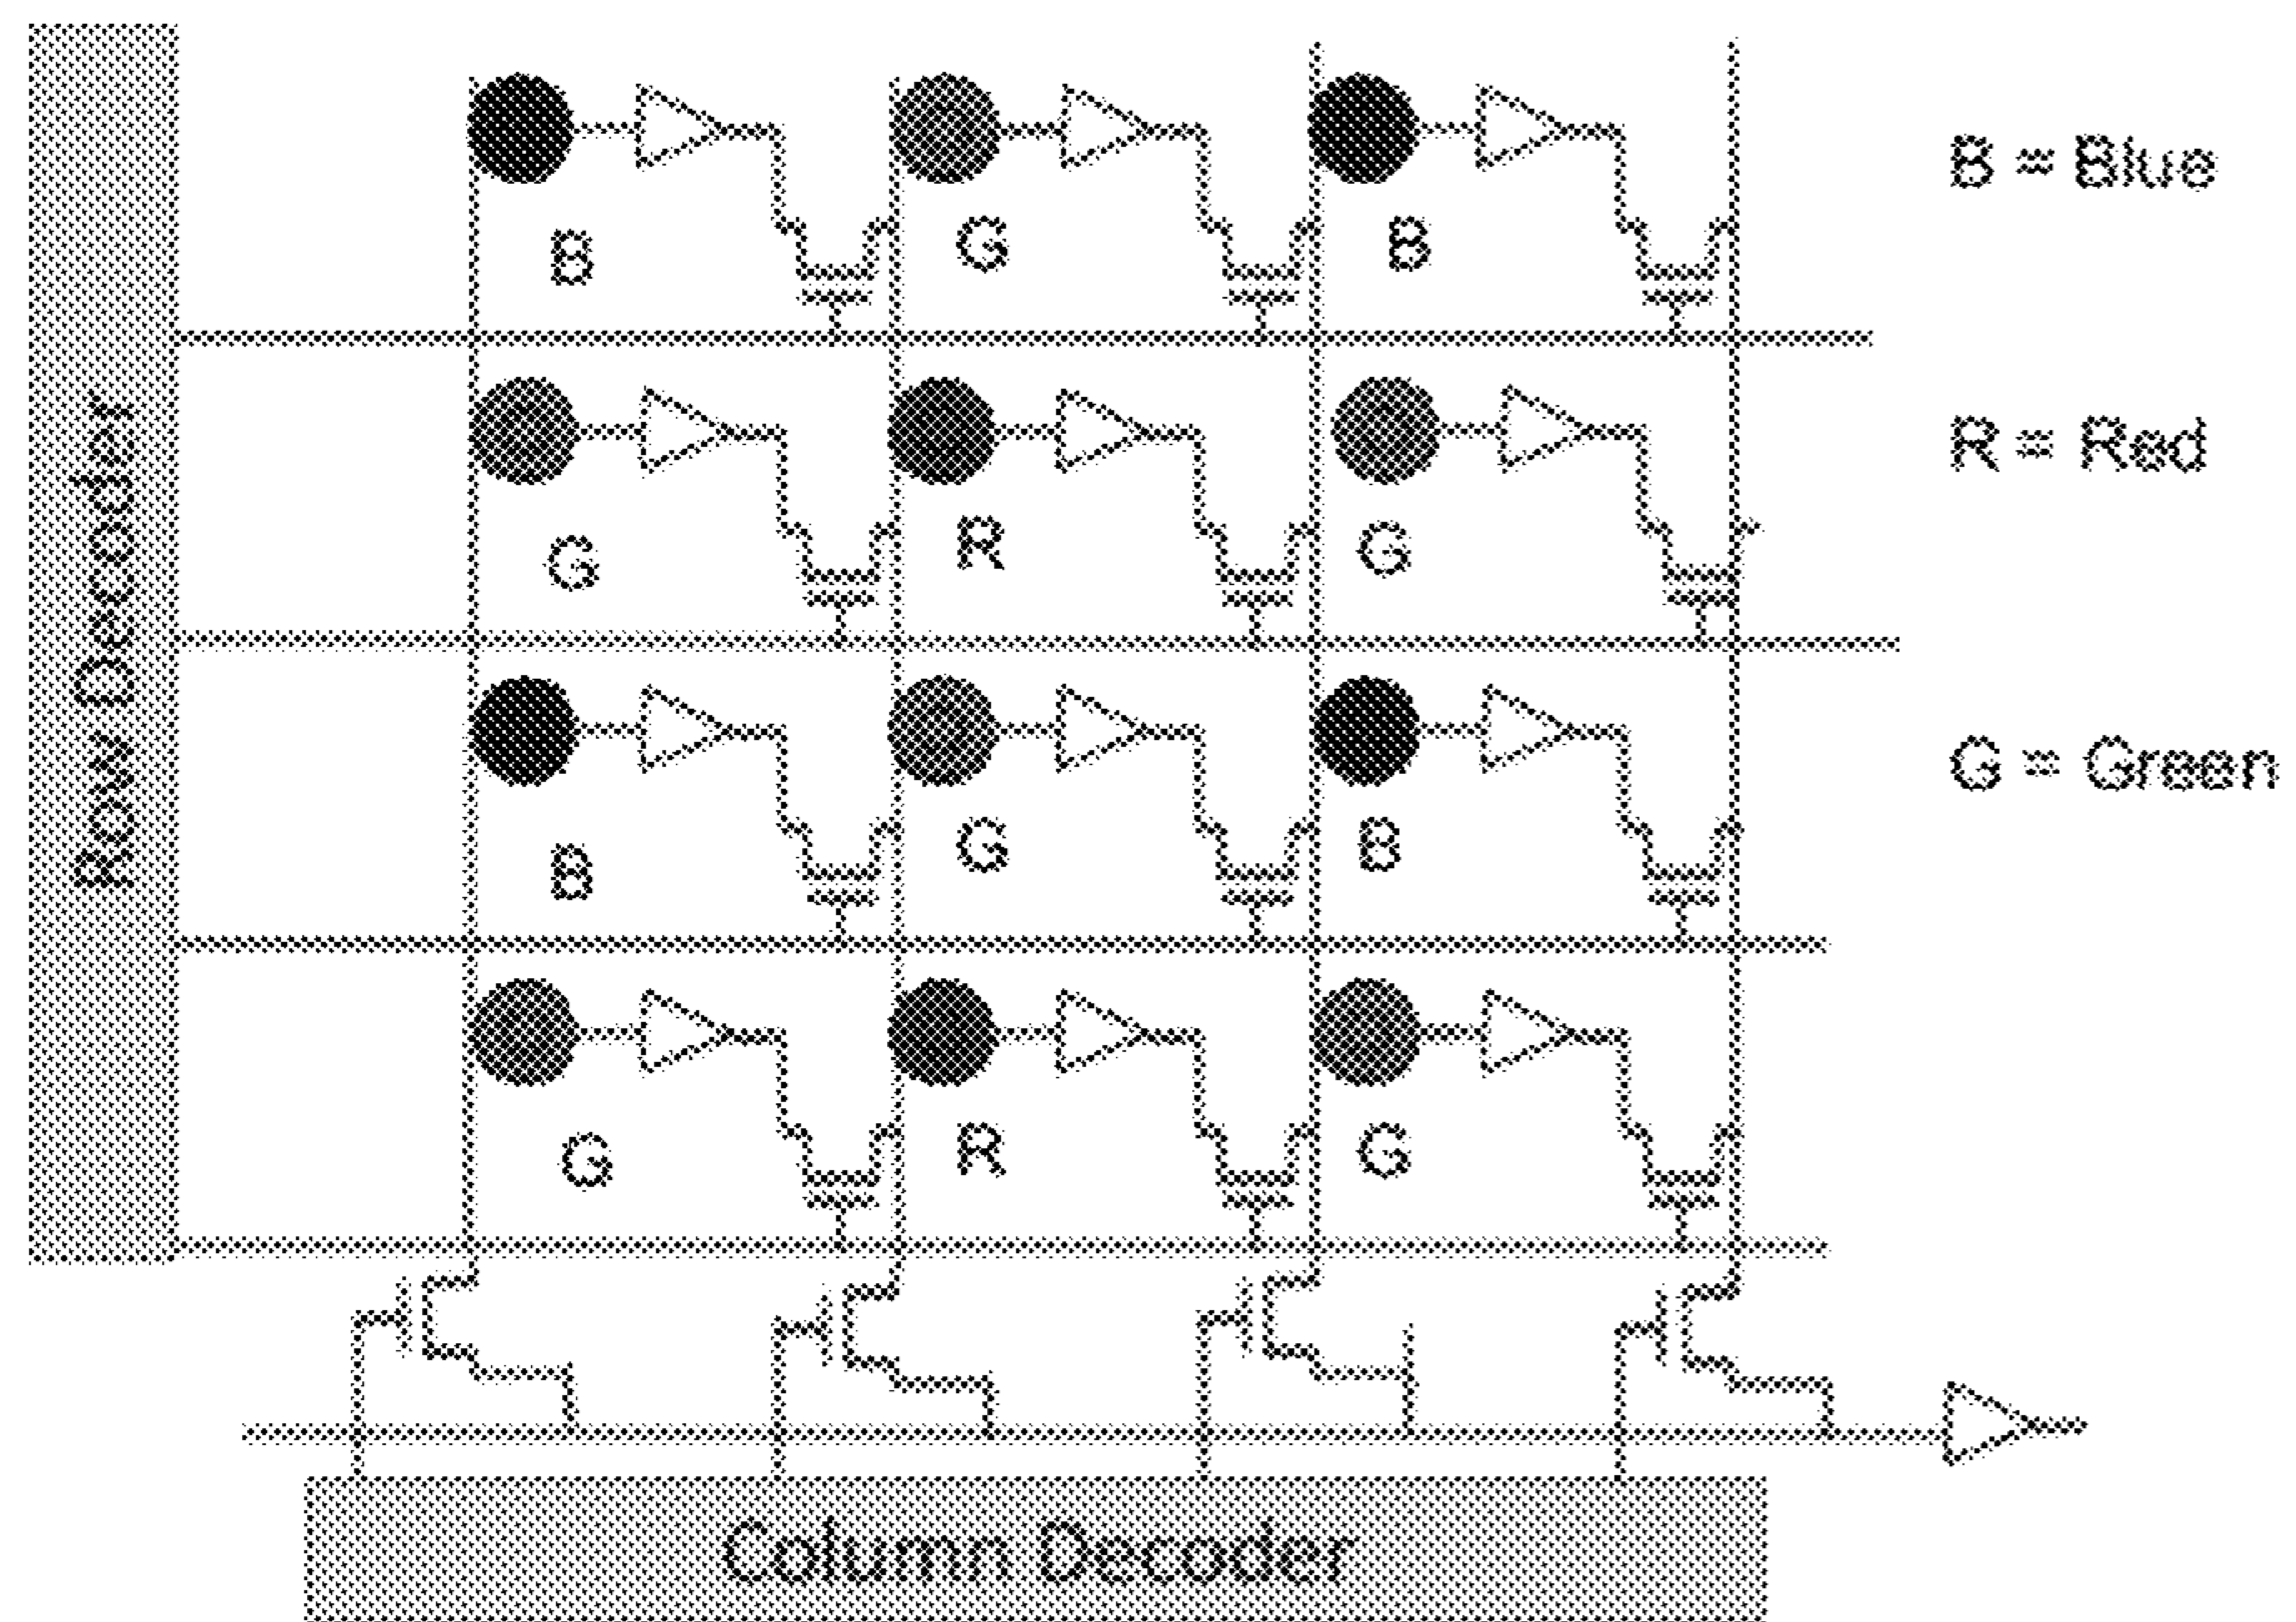 B G B
B = Blue
G R G
R = Red
Row Decoder
B G B
G = Green
G R G
Column Decoder